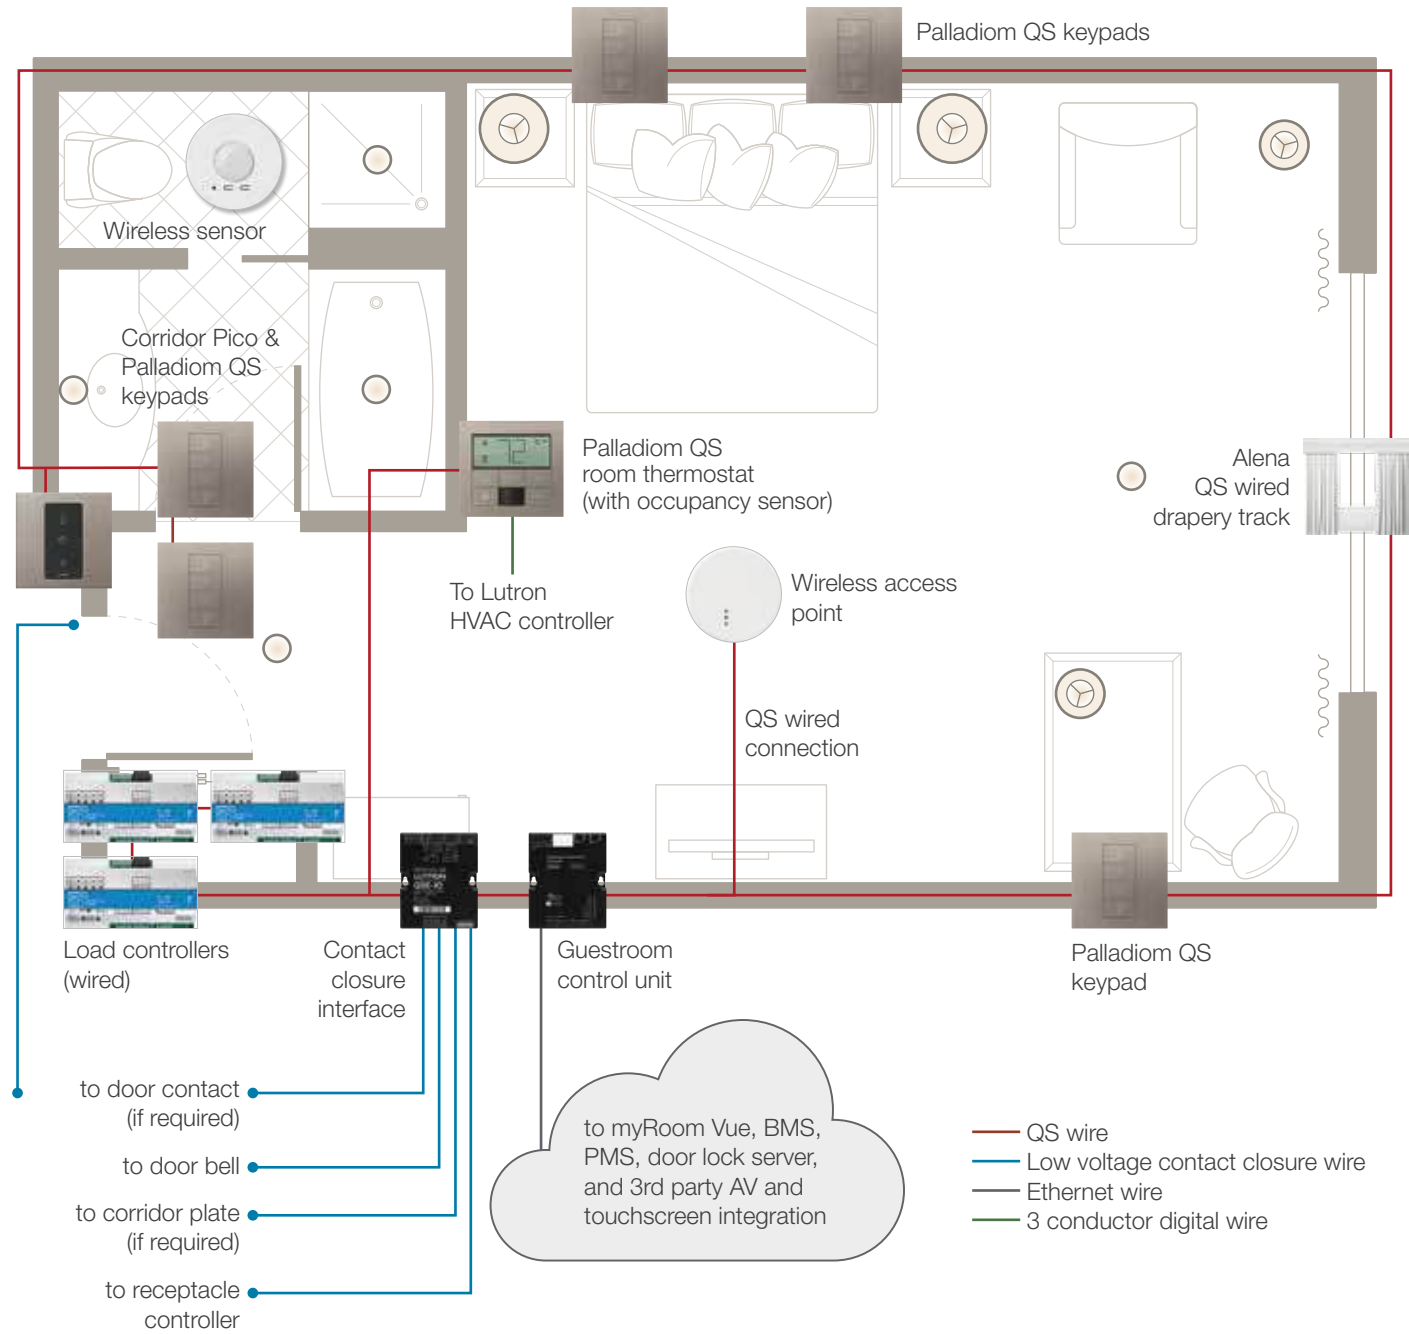 Palladiom QS keypads
Wireless sensor
Corridor Pico &
Palladiom QS
keypads
Palladiom QS
room thermostat
(with occupancy sensor)
Alena
QS wired
drapery track
To Lutron
HVAC controller
Wireless access
point
QS wired
connection
Load controllers
(wired)
Contact
closure
interface
Guestroom
control unit
Palladiom QS
keypad
to door contact
(if required)
to door bell
to corridor plate
(if required)
to receptacle
controller
to myRoom Vue, BMS,
PMS, door lock server,
and 3rd party AV and
touchscreen integration
QS wire
Low voltage contact closure wire
Ethernet wire
3 conductor digital wire